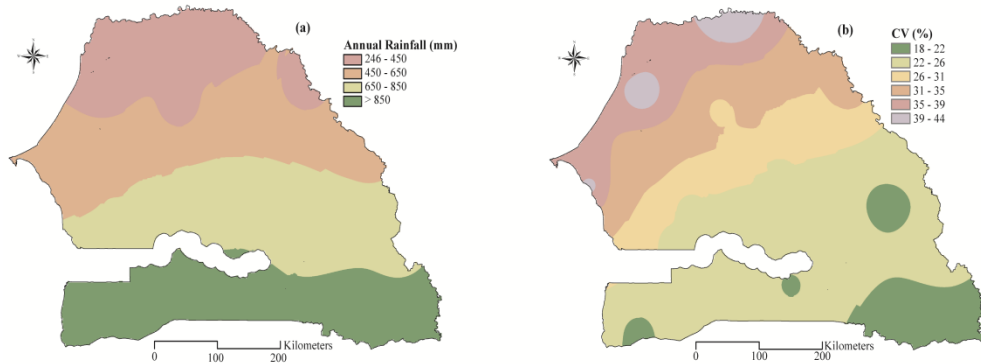 (a)
Annual Rainfall (mm)
246 - 450
450 - 650
650 - 850
> 850
Kilometers
0 100 200
(b)
CV (%)
18 - 22
22 - 26
26 - 31
31 - 35
35 - 39
39 - 44
Kilometers
0 100 200